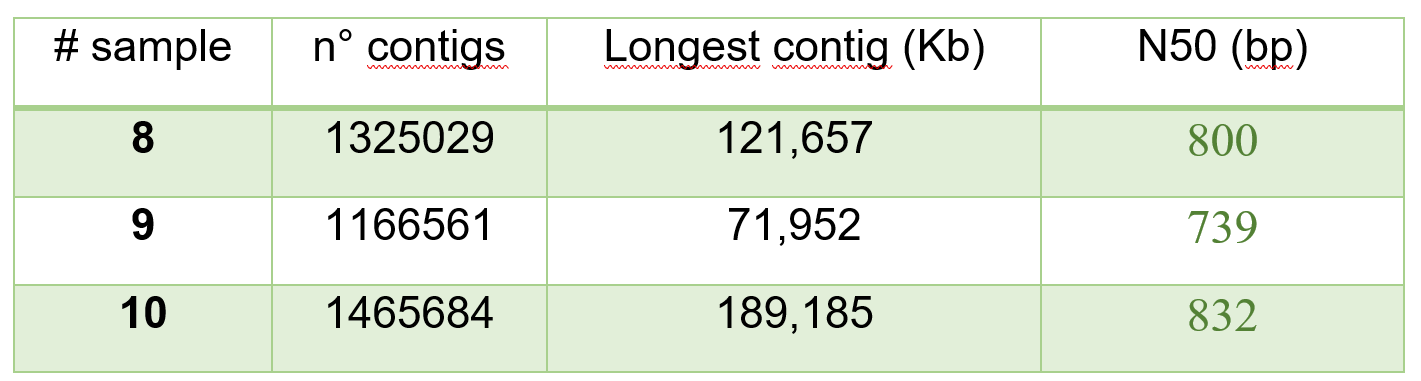 # sample n° contigs Longest contig (Kb) N50 (bp)
8 1325029 121,657 800
9 1166561 71,952 739
10 1465684 189,185 832